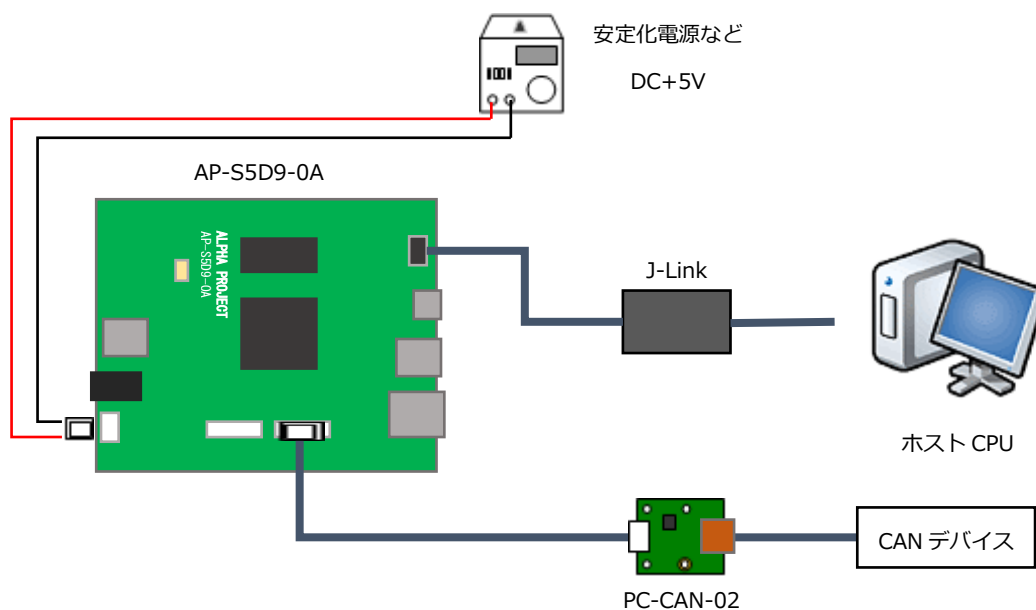 安定化電源など
DC+5V
AP-S5D9-0A
ALPHA PROJECT
AP-S5D9-0A
J-Link
ホスト CPU
CAN デバイス
PC-CAN-02